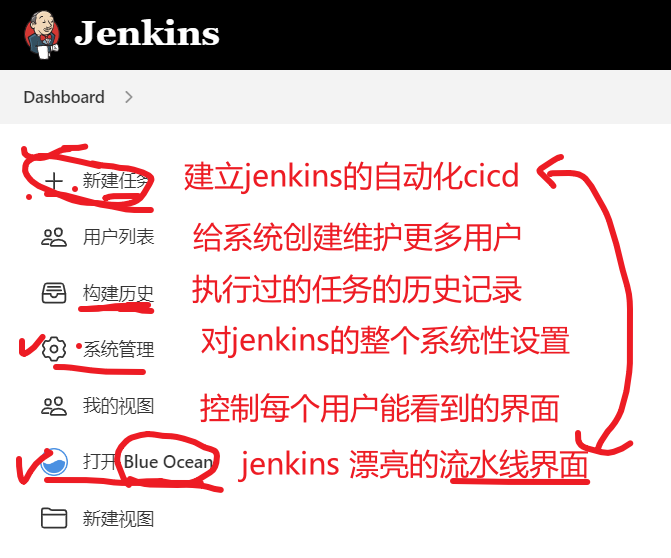 Jenkins
Dashboard
新建任务 建立jenkins的自动化cicd
用户列表 给系统创建维护更多用户
构建历史 执行过的任务的历史记录
系统管理 对jenkins的整个系统性设置
我的视图 控制每个用户能看到的界面
打开 Blue Ocean jenkins 漂亮的流水线界面
新建视图